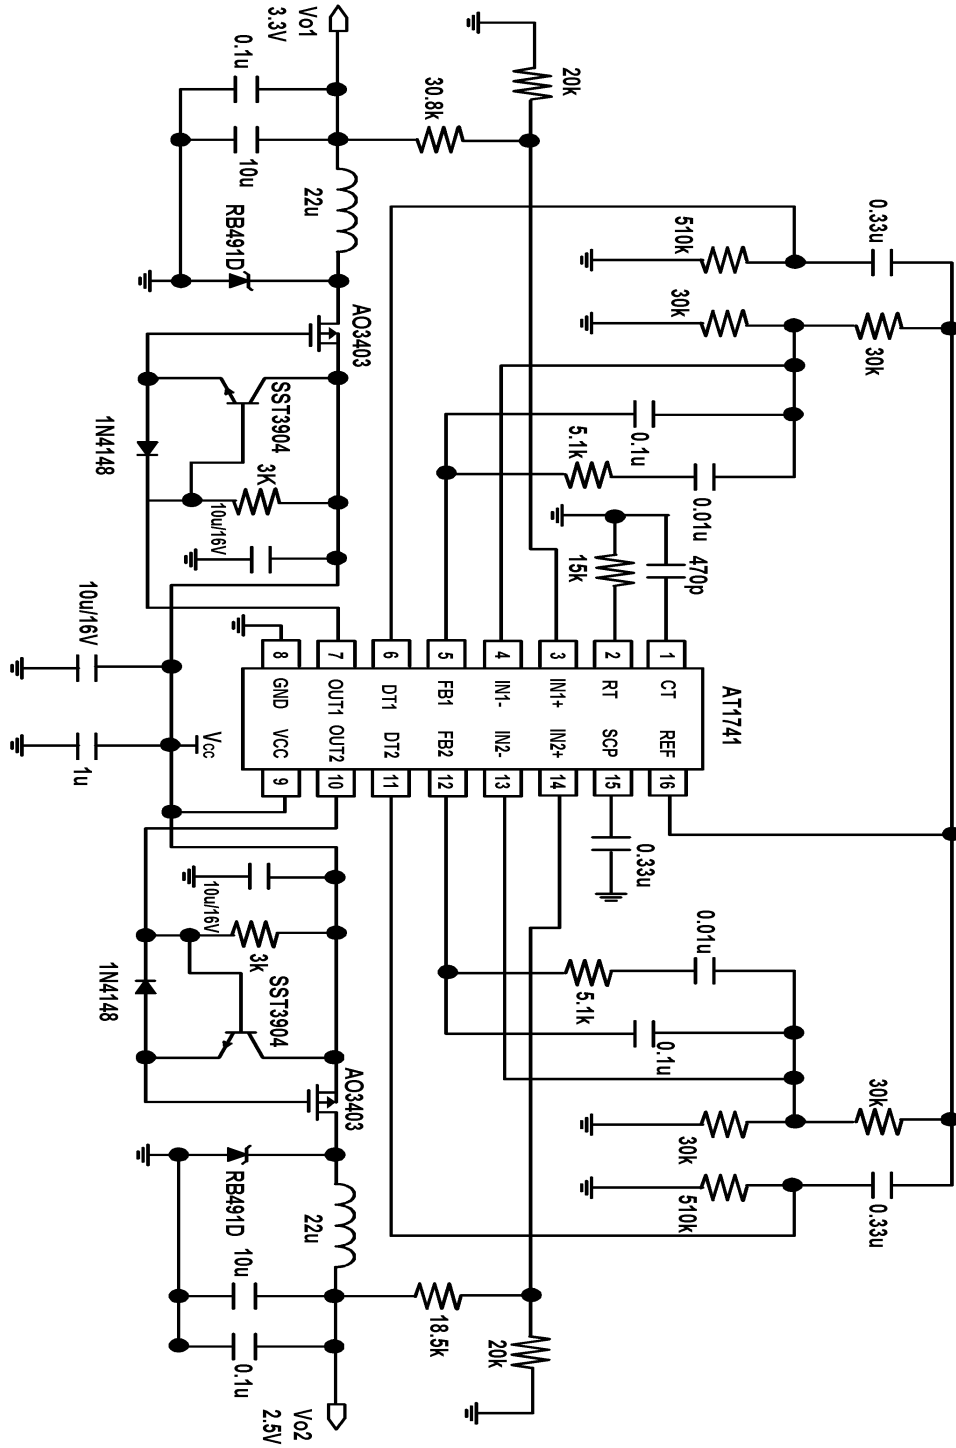 Vo1
3.3V
0.1u
10u
22u
RB491D
30.8k
20k
AO3403
SST3904
1N4148
3K
10u/16V
510k
0.33u
30k
30k
0.1u
5.1k
0.01u
15k
470p
10u/16V
1u
Vcc
8
7
6
5
4
3
2
1
GND
OUT1
DT1
FB1
IN1-
IN1+
RT
CT
AT1741
VCC
OUT2
DT2
FB2
IN2-
IN2+
SCP
REF
9
10
11
12
13
14
15
16
0.33u
10u/16V
3k
SST3904
1N4148
AO3403
0.01u
5.1k
0.1u
30k
30k
510k
0.33u
RB491D
22u
10u
0.1u
18.5k
20k
Vo2
2.5V